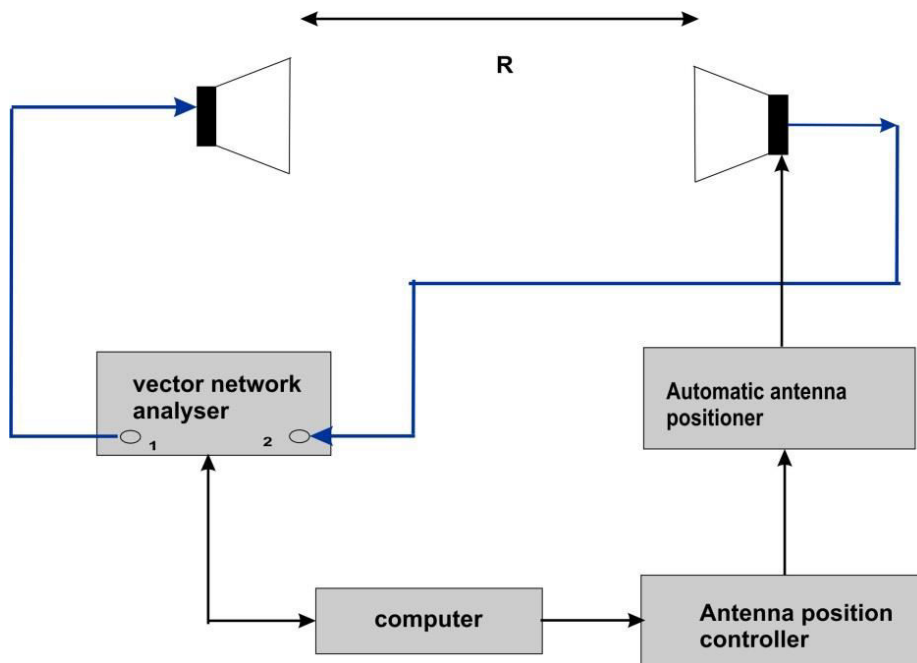 R
vector network
analyser
1
2
Automatic antenna
positioner
computer
Antenna position
controller